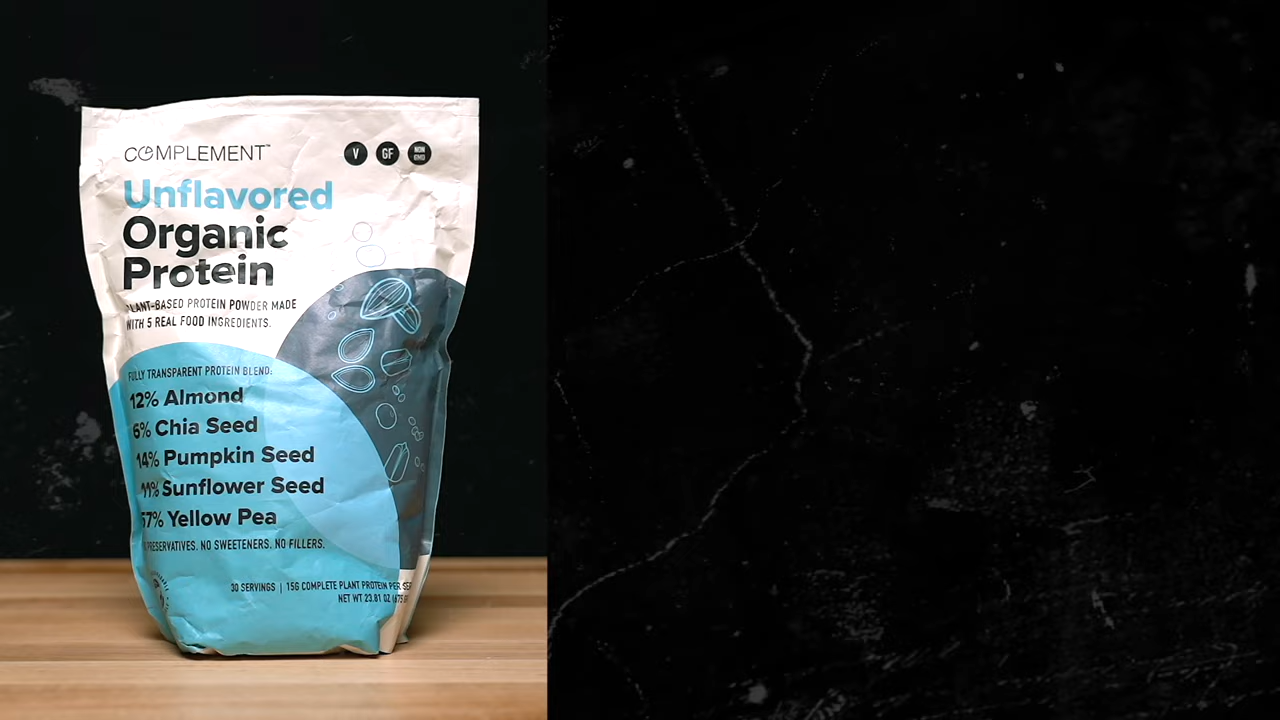 COMPLEMENT™
V GF NON GMO
Unflavored
Organic
Protein
PLANT-BASED PROTEIN POWDER MADE
WITH 5 REAL FOOD INGREDIENTS.
FULLY TRANSPARENT PROTEIN BLEND:
12% Almond
6% Chia Seed
14% Pumpkin Seed
11% Sunflower Seed
57% Yellow Pea
PRESERVATIVES. NO SWEETENERS. NO FILLERS.
30 SERVINGS | 15G COMPLETE PLANT PROTEIN PER
NET WT 23.81 OZ